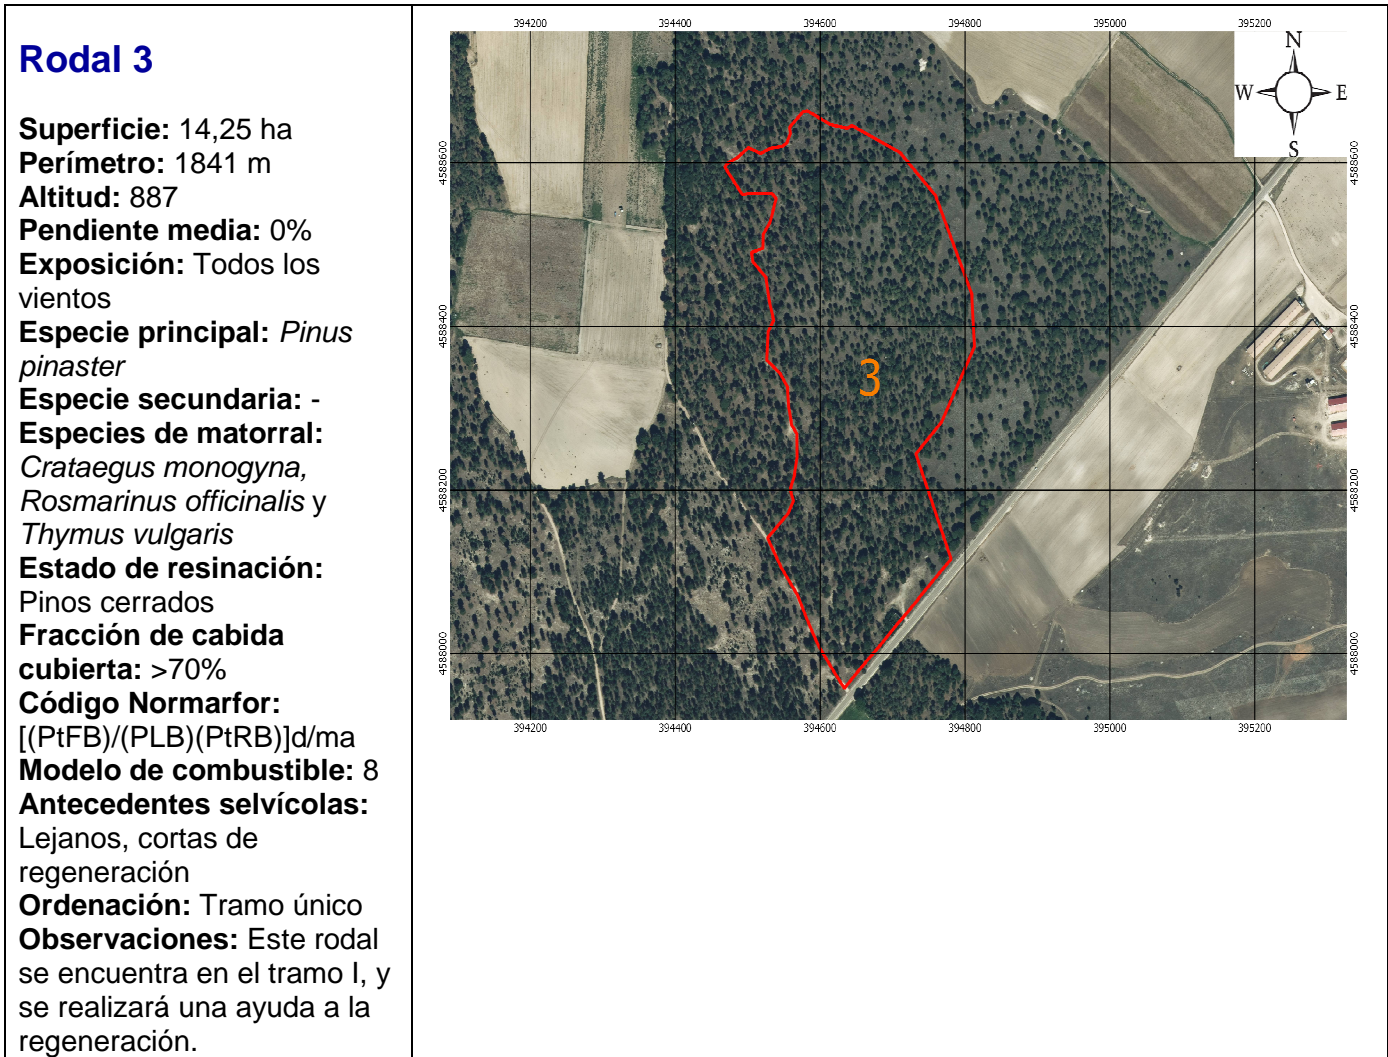 Rodal 3
Superficie: 14,25 ha
Perímetro: 1841 m
Altitud: 887
Pendiente media: 0%
Exposición: Todos los
vientos
Especie principal: Pinus
pinaster
Especie secundaria: -
Especies de matorral:
Crataegus monogyna,
Rosmarinus officinalis y
Thymus vulgaris
Estado de resinación:
Pinos cerrados
Fracción de cabida
cubierta: >70%
Código Normarfor:
[(PtFB)/(PLB)(PtRB)]d/ma
Modelo de combustible: 8
Antecedentes selvícolas:
Lejanos, cortas de
regeneración
Ordenación: Tramo único
Observaciones: Este rodal
se encuentra en el tramo I, y
se realizará una ayuda a la
regeneración.
394200 394400 394600 394800 395000 395200
N
W E
S
4588600 4588600
4588400 4588400
3
4588200 4588200
4588000 4588000
394200 394400 394600 394800 395000 395200